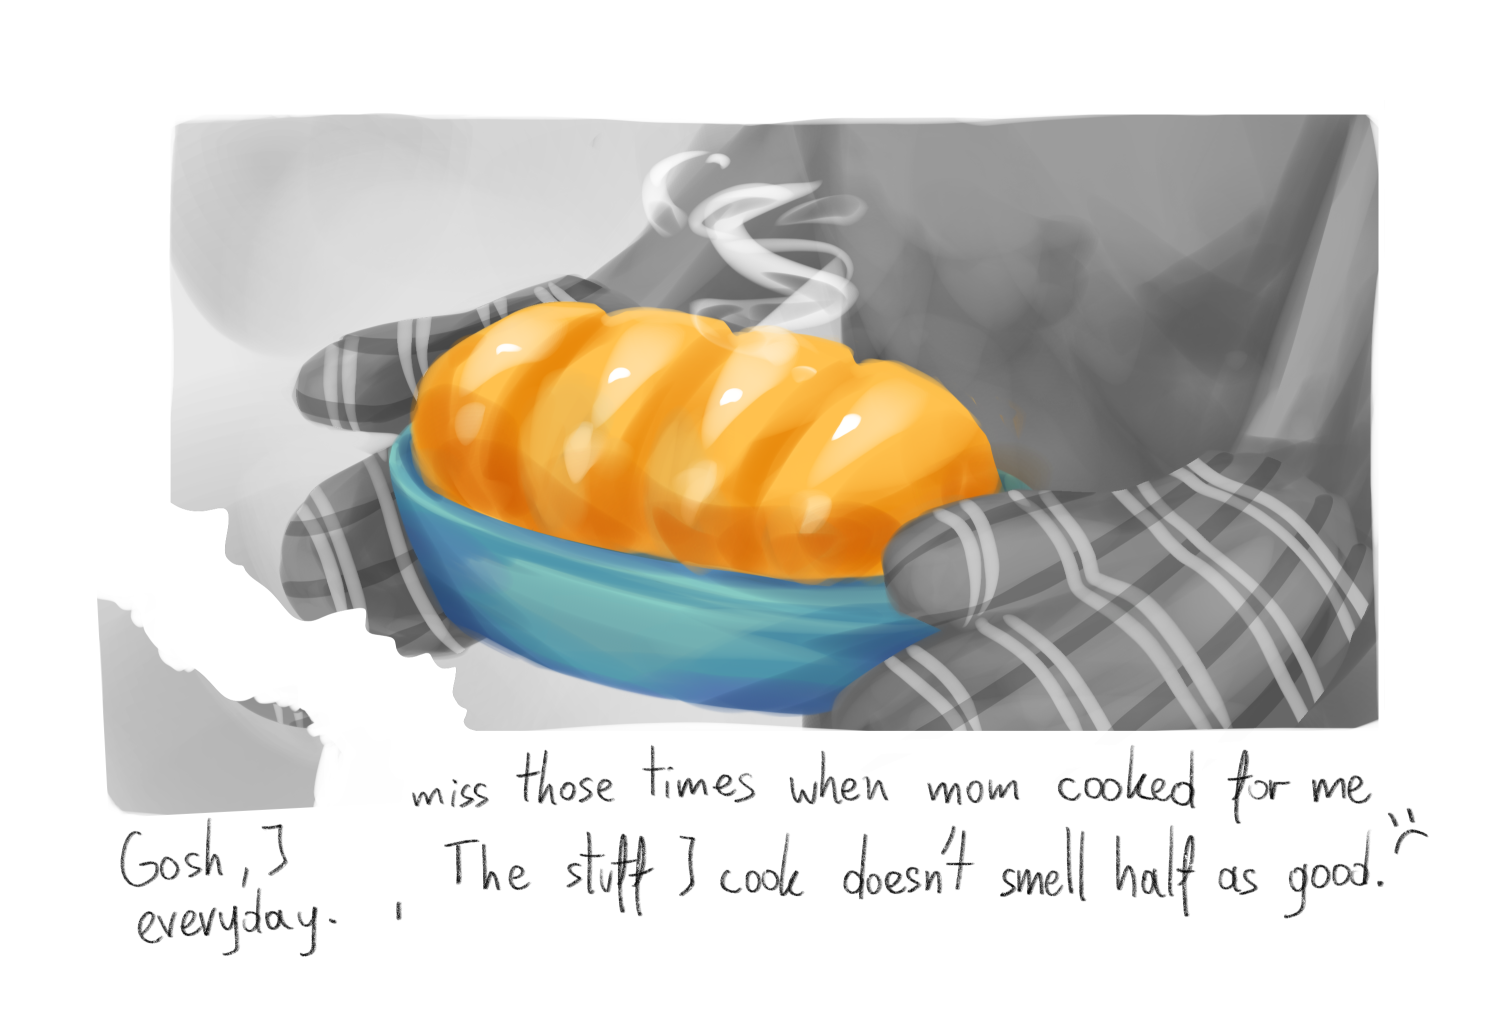 Gosh, I miss those times when mom cooked for me
everyday. The stuff I cook doesn't smell half as good. :(